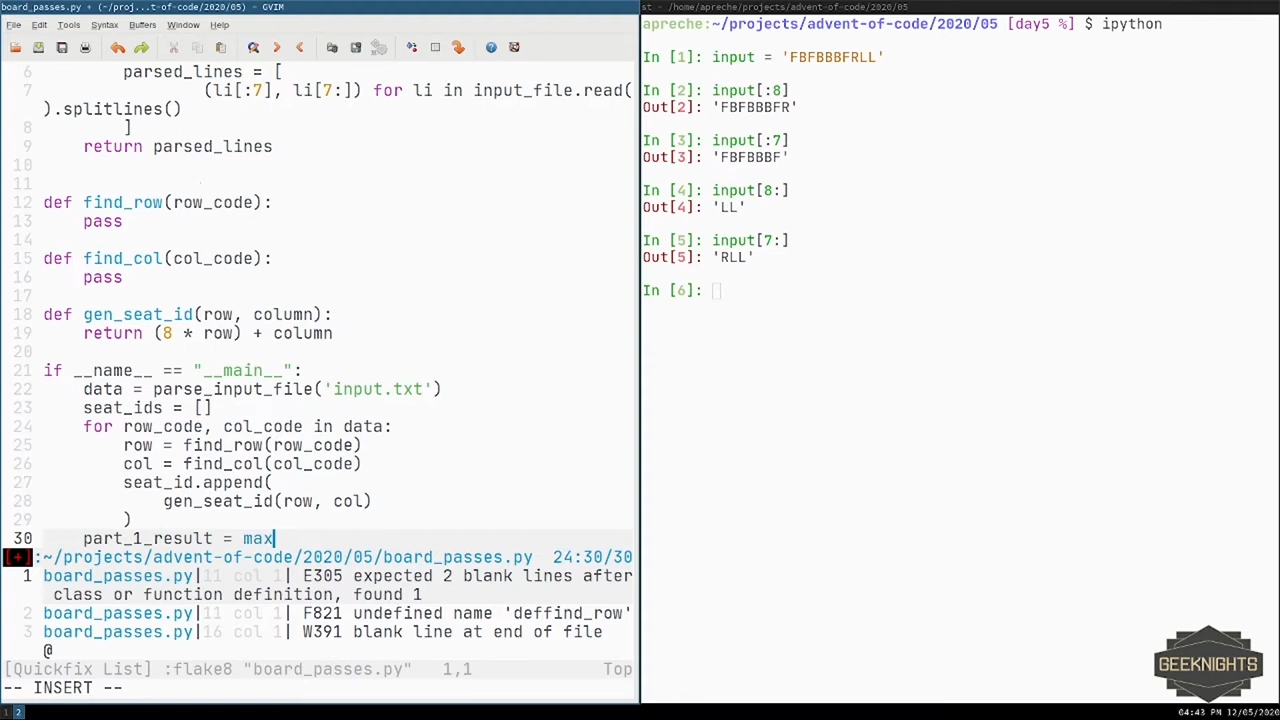 board_passes.py + (~/proj...t-of-code/2020/05) - GVIM
File Edit Tools Syntax Buffers Window Help
6 parsed_lines = [
7 (li[:7], li[7:]) for li in input_file.read(
).splitlines()
8 ]
9 return parsed_lines
10
11
12 def find_row(row_code):
13 pass
14
15 def find_col(col_code):
16 pass
17
18 def gen_seat_id(row, column):
19 return (8 * row) + column
20
21 if __name__ == "__main__":
22 data = parse_input_file('input.txt')
23 seat_ids = []
24 for row_code, col_code in data:
25 row = find_row(row_code)
26 col = find_col(col_code)
27 seat_id.append(
28 gen_seat_id(row, col)
29 )
30 part_1_result = max
[+]:~/projects/advent-of-code/2020/05/board_passes.py 24:30/30
1 board_passes.py|11 col 1| E305 expected 2 blank lines after
class or function definition, found 1
2 board_passes.py|11 col 1| F821 undefined name 'deffind_row'
3 board_passes.py|16 col 1| W391 blank line at end of file
@
[Quickfix List] :flake8 "board_passes.py" 1,1 Top
-- INSERT --
1 2
st - /home/apreche/projects/advent-of-code/2020/05
apreche:~/projects/advent-of-code/2020/05 [day5 %] $ ipython
In [1]: input = 'FBFBBBFRLL'
In [2]: input[:8]
Out[2]: 'FBFBBBFR'
In [3]: input[:7]
Out[3]: 'FBFBBBF'
In [4]: input[8:]
Out[4]: 'LL'
In [5]: input[7:]
Out[5]: 'RLL'
In [6]:
GEEKNIGHTS
04:43 PM 12/05/2020